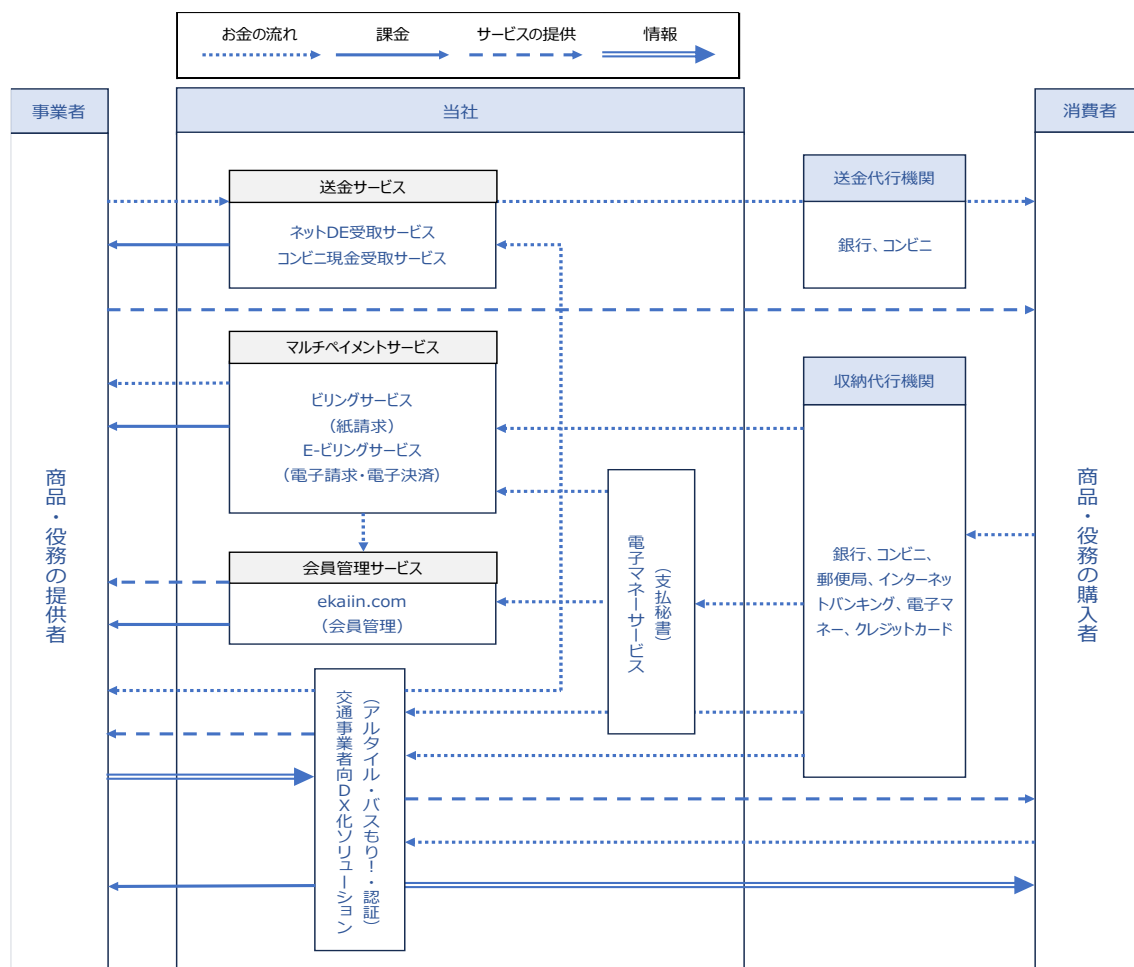 お金の流れ
課金
サービスの提供
情報
事業者
当社
消費者
送金サービス
ネットDE受取サービス
コンビニ現金受取サービス
送金代行機関
銀行、コンビニ
マルチペイメントサービス
ビリングサービス
（紙請求）
E-ビリングサービス
（電子請求・電子決済）
収納代行機関
銀行、コンビニ、
郵便局、インターネッ
トバンキング、電子マ
ネー、クレジットカード
会員管理サービス
ekaiin.com
（会員管理）
（支払秘書）
電子マネーサービス
（アルタイル・バスもり！・認証）
交通事業者向DX化ソリューション
商品・役務の提供者
商品・役務の購入者